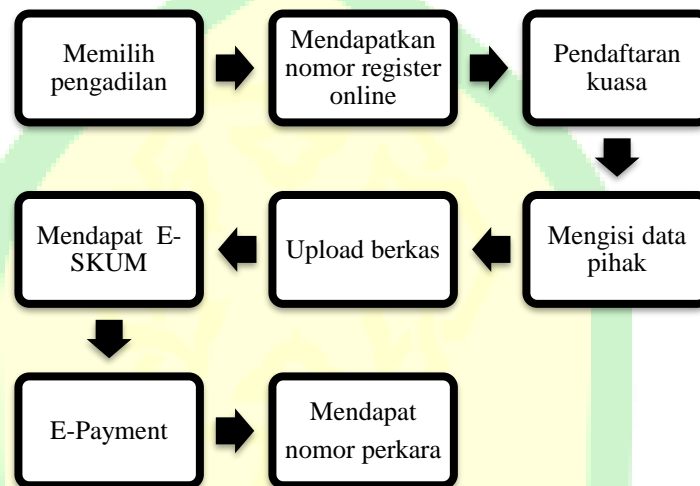 Memilih
pengadilan
Mendapatkan
nomor register
online
Pendaftaran
kuasa
Mengisi data
pihak
Upload berkas
Mendapat E-
SKUM
E-Payment
Mendapat
nomor perkara